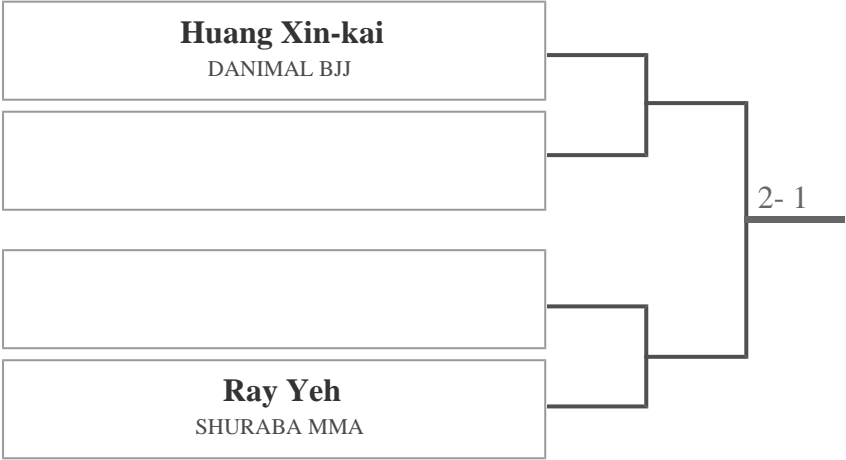 Huang Xin-kai
DANIMAL BJJ
2- 1
Ray Yeh
SHURABA MMA